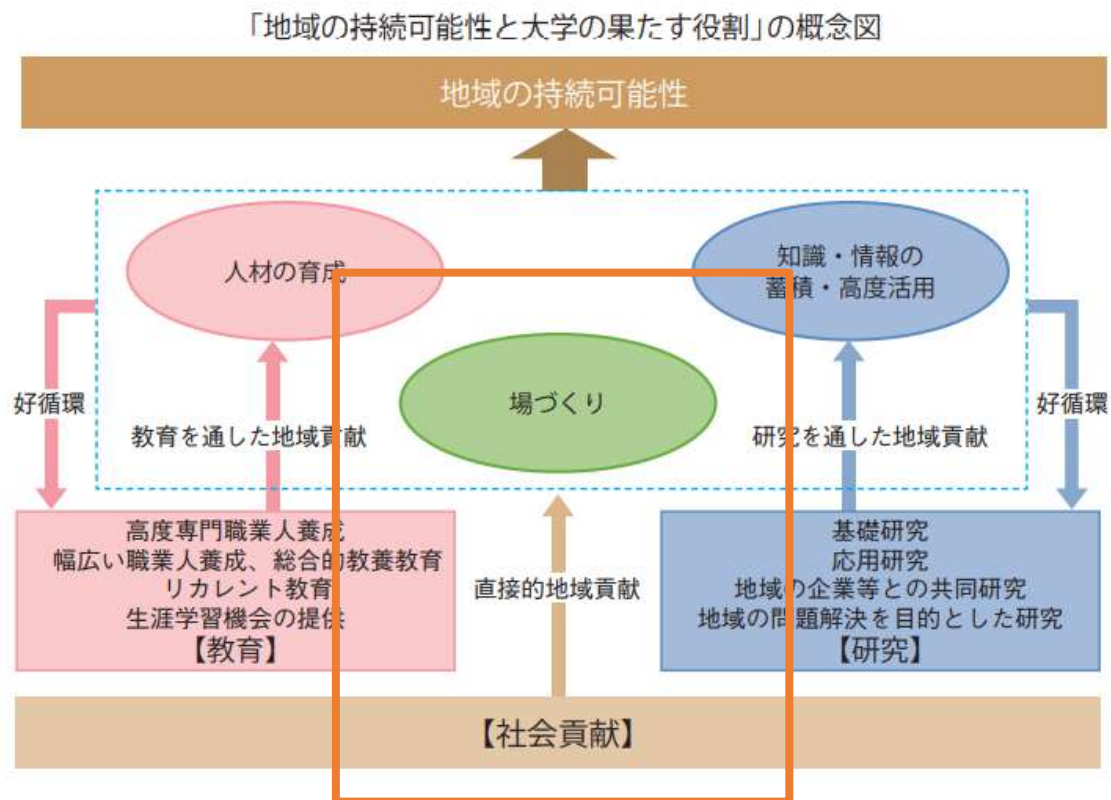 「地域の持続可能性と大学の果たす役割」の概念図
地域の持続可能性
人材の育成
知識・情報の
蓄積・高度活用
場づくり
好循環
好循環
教育を通した地域貢献
研究を通した地域貢献
高度専門職業人養成
幅広い職業人養成、総合的教養教育
リカレント教育
生涯学習機会の提供
【教育】
直接的地域貢献
基礎研究
応用研究
地域の企業等との共同研究
地域の問題解決を目的とした研究
【研究】
【社会貢献】